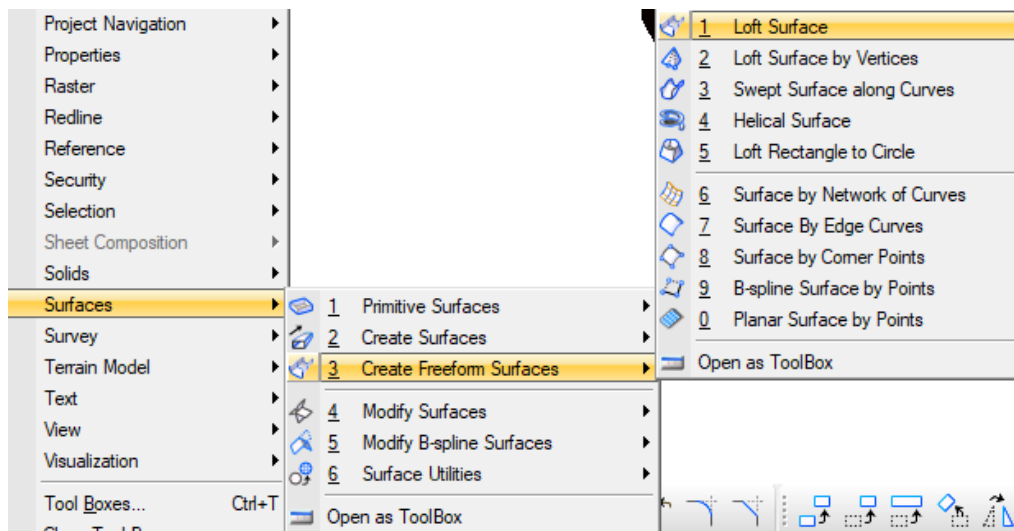 Project Navigation
Properties
Raster
Redline
Reference
Security
Selection
Sheet Composition
Solids
Surfaces
Survey
Terrain Model
Text
View
Visualization
Tool Boxes... Ctrl+T
1 Primitive Surfaces
2 Create Surfaces
3 Create Freeform Surfaces
4 Modify Surfaces
5 Modify B-spline Surfaces
6 Surface Utilities
Open as ToolBox
1 Loft Surface
2 Loft Surface by Vertices
3 Swept Surface along Curves
4 Helical Surface
5 Loft Rectangle to Circle
6 Surface by Network of Curves
7 Surface By Edge Curves
8 Surface by Corner Points
9 B-spline Surface by Points
0 Planar Surface by Points
Open as ToolBox